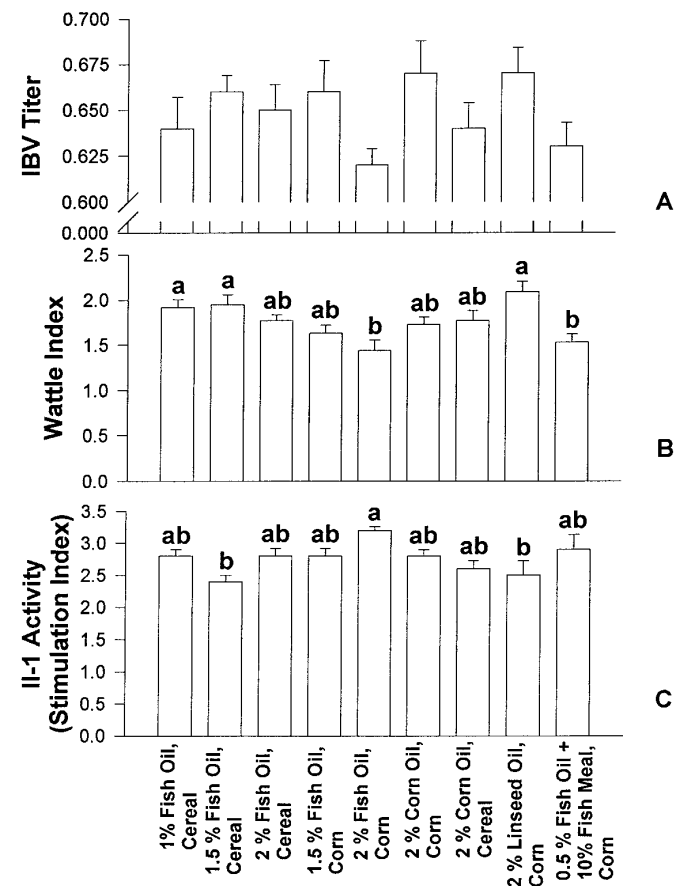 0.700
0.675
0.650
0.625
0.600
0.000
IBV Titer
A
2.5
2.0
1.5
1.0
0.5
0.0
Wattle Index
a a ab ab b ab ab a b
B
3.5
3.0
2.5
2.0
1.5
1.0
0.5
0.0
Il-1 Activity
(Stimulation Index)
ab b ab ab a ab ab b ab
C
1 % Fish Oil,
Cereal
1.5 % Fish Oil,
Cereal
2 % Fish Oil,
Cereal
1.5 % Fish Oil,
Corn
2 % Fish Oil,
Corn
2 % Corn Oil,
Corn
2 % Corn Oil,
Cereal
2 % Linseed Oil,
Corn
0.5 % Fish Oil +
10% Fish Meal,
Corn